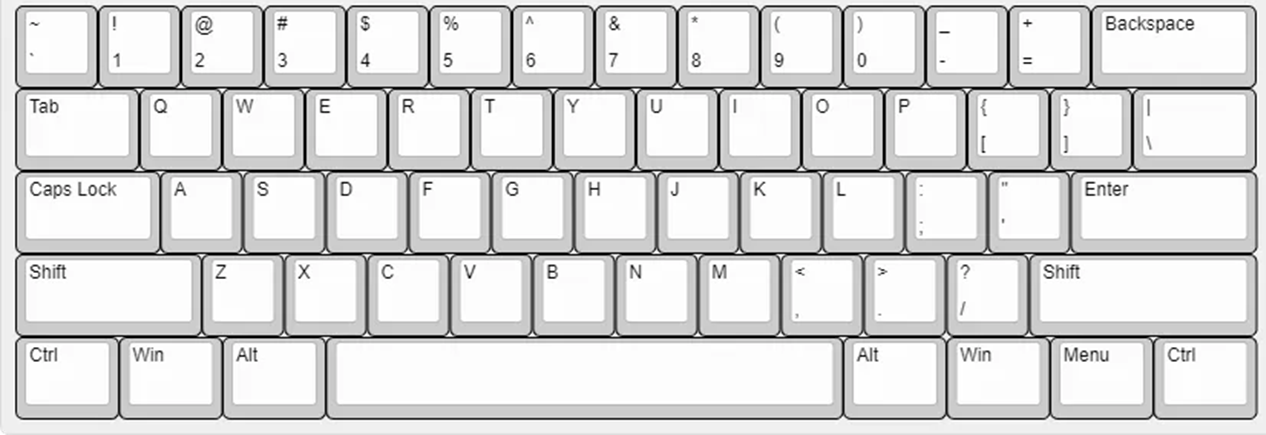 ~ ! @ # $ % ^ & * ( ) _ + Backspace
` 1 2 3 4 5 6 7 8 9 0 - =
Tab Q W E R T Y U I O P { } |
[ ] \
Caps Lock A S D F G H J K L : " Enter
; '
Shift Z X C V B N M < > ? Shift
, . /
Ctrl Win Alt Alt Win Menu Ctrl